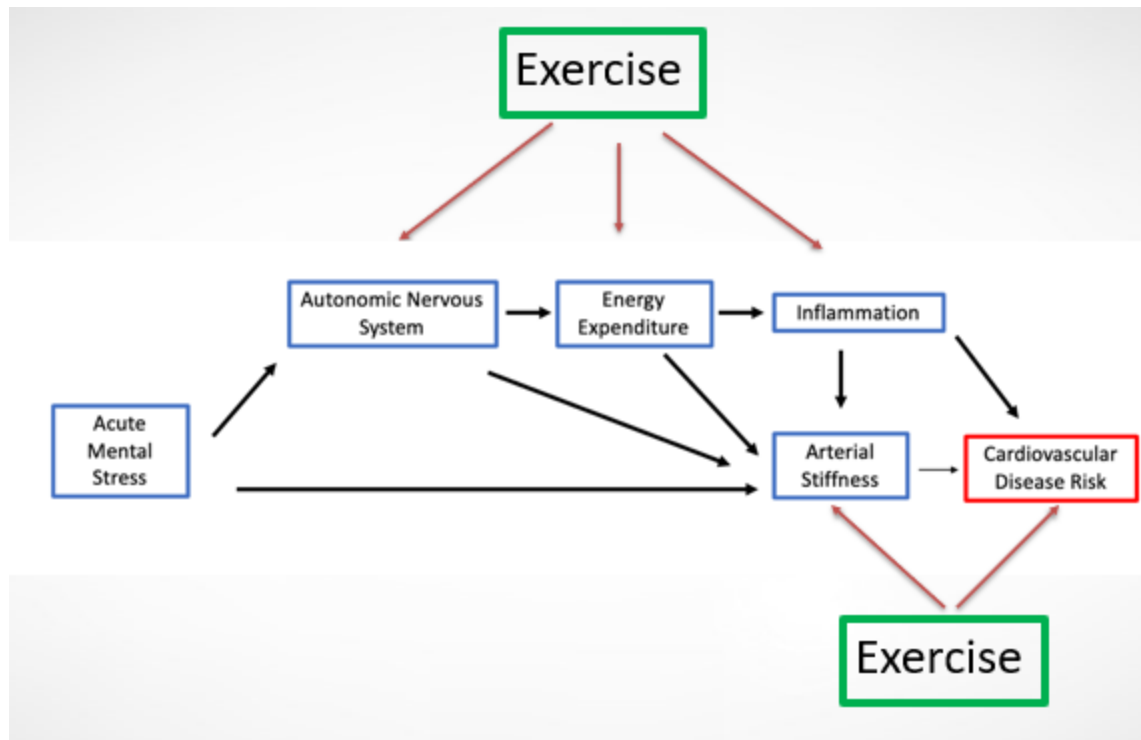 Exercise
Autonomic Nervous
System
Energy
Expenditure
Inflammation
Acute
Mental
Stress
Arterial
Stiffness
Cardiovascular
Disease Risk
Exercise